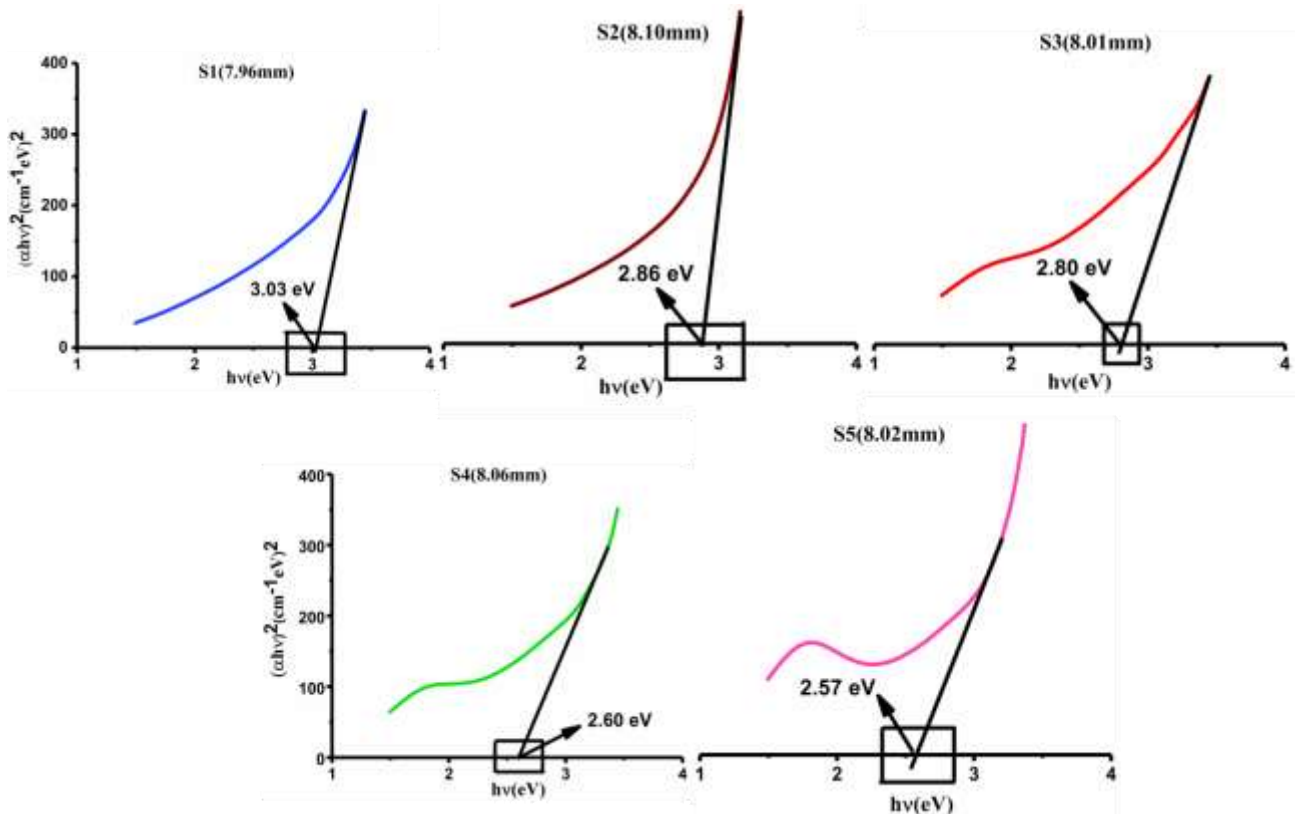 S1(7.96mm)
(αhν)²(cm⁻¹eV)²
400
300
200
100
0
3.03 eV
1
2
3
4
hν(eV)
S2(8.10mm)
2.86 eV
1
2
3
4
hν(eV)
S3(8.01mm)
2.80 eV
1
2
3
4
hν(eV)
S4(8.06mm)
(αhν)²(cm⁻¹eV)²
400
300
200
100
0
2.60 eV
1
2
3
4
hν(eV)
S5(8.02mm)
2.57 eV
1
2
3
4
hν(eV)